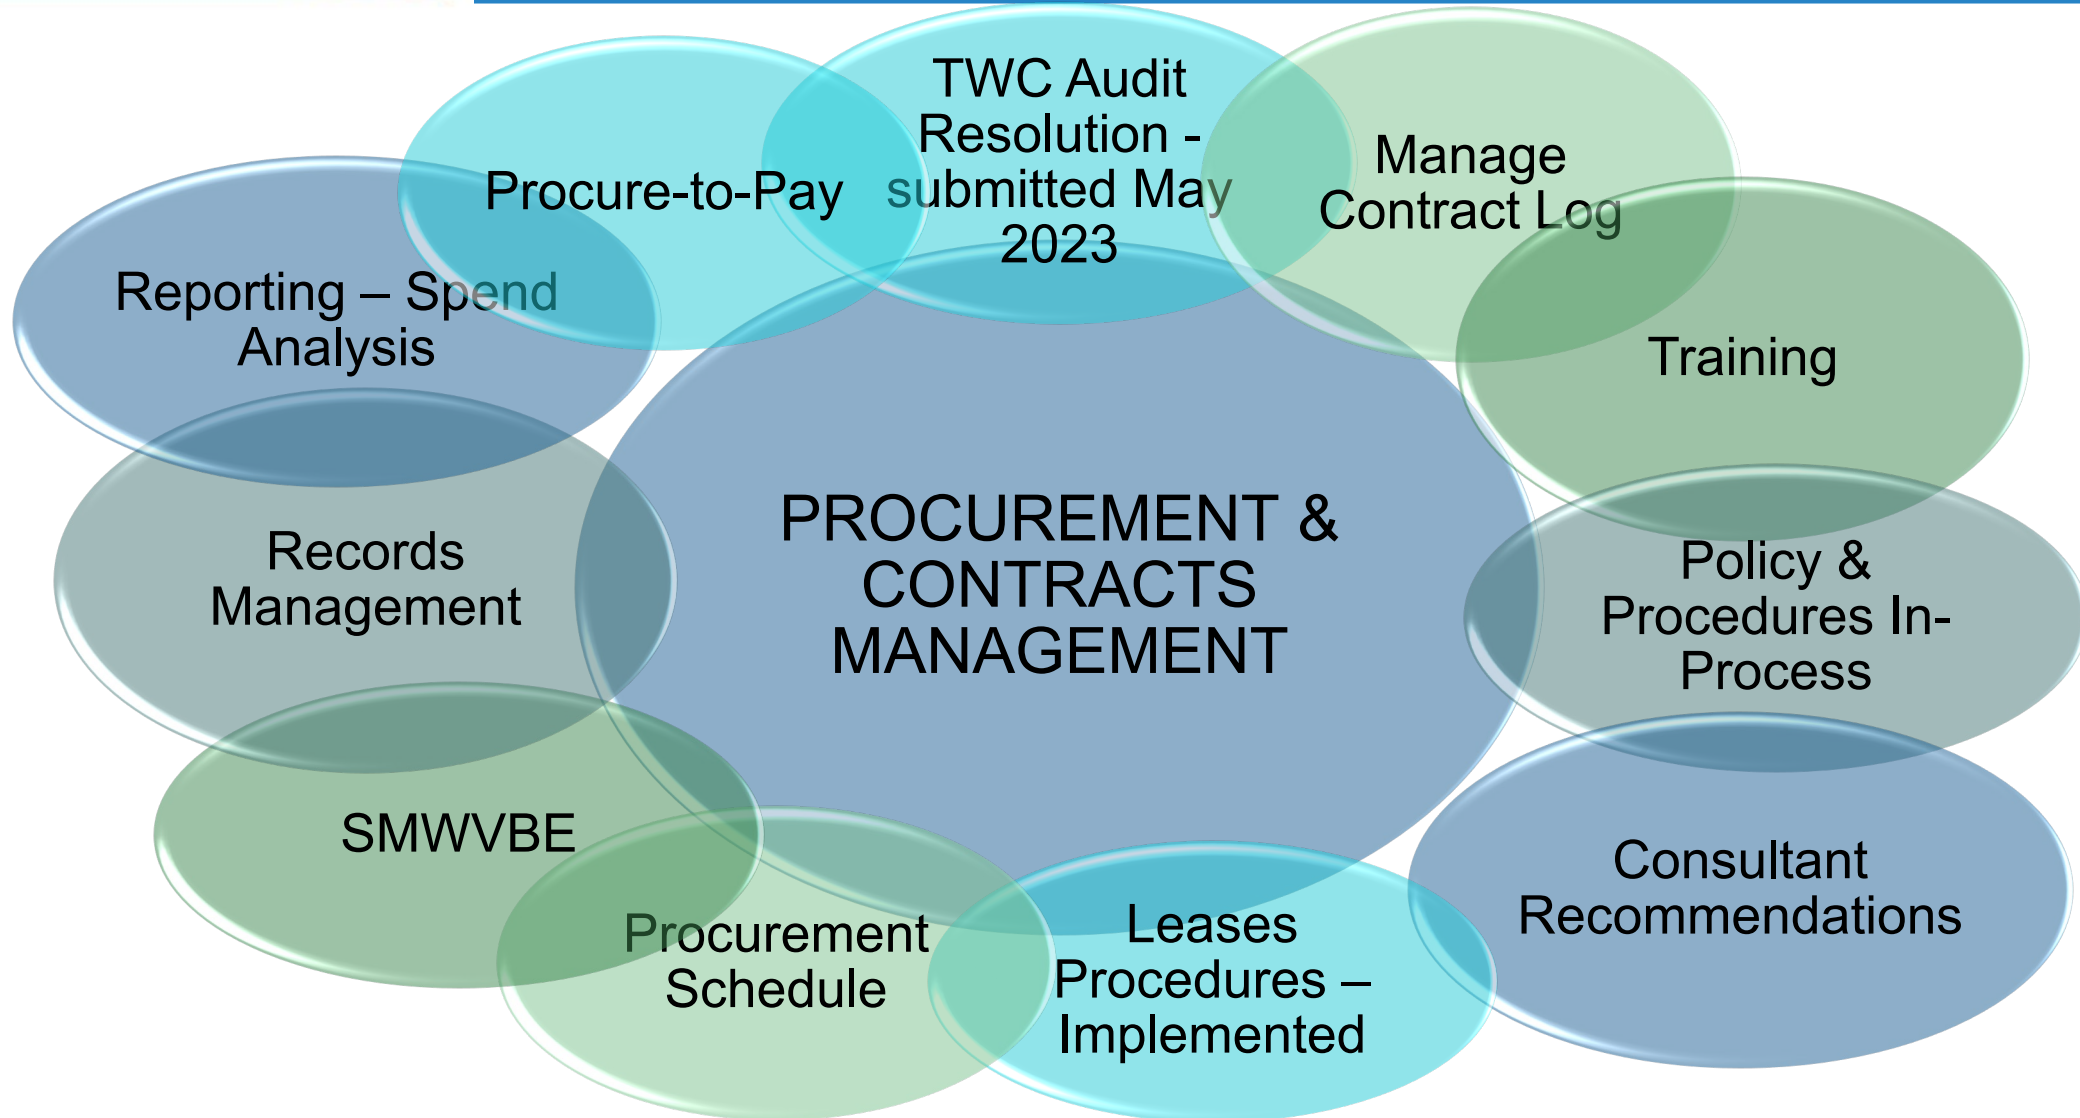 TWC Audit
Resolution -
submitted May
2023
Manage
Contract Log
Training
Policy &
Procedures In-
Process
Consultant
Recommendations
Leases
Procedures –
Implemented
Procurement
Schedule
SMWVBE
Records
Management
Reporting – Spend
Analysis
Procure-to-Pay
PROCUREMENT &
CONTRACTS
MANAGEMENT